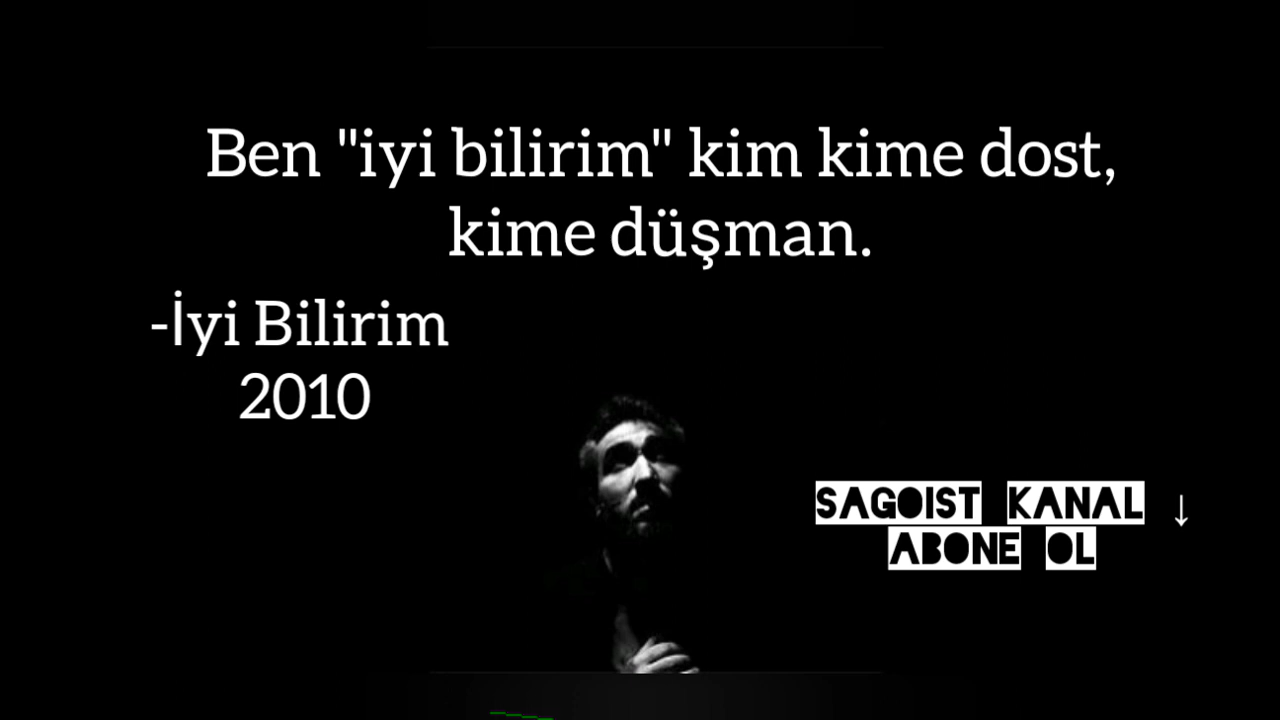 Ben "iyi bilirim" kim kime dost,
kime düşman.
-İyi Bilirim
2010
SAGOIST KANAL ↓
ABONE OL